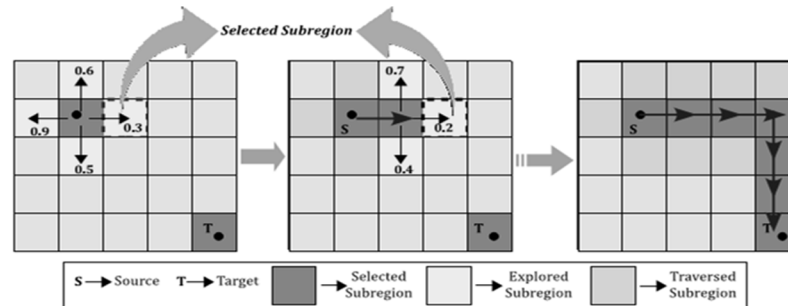 Selected Subregion
0.6
0.9
0.3
0.5
T
0.7
S
0.2
0.4
T
S
T
S Source T Target Selected Subregion Explored Subregion Traversed Subregion